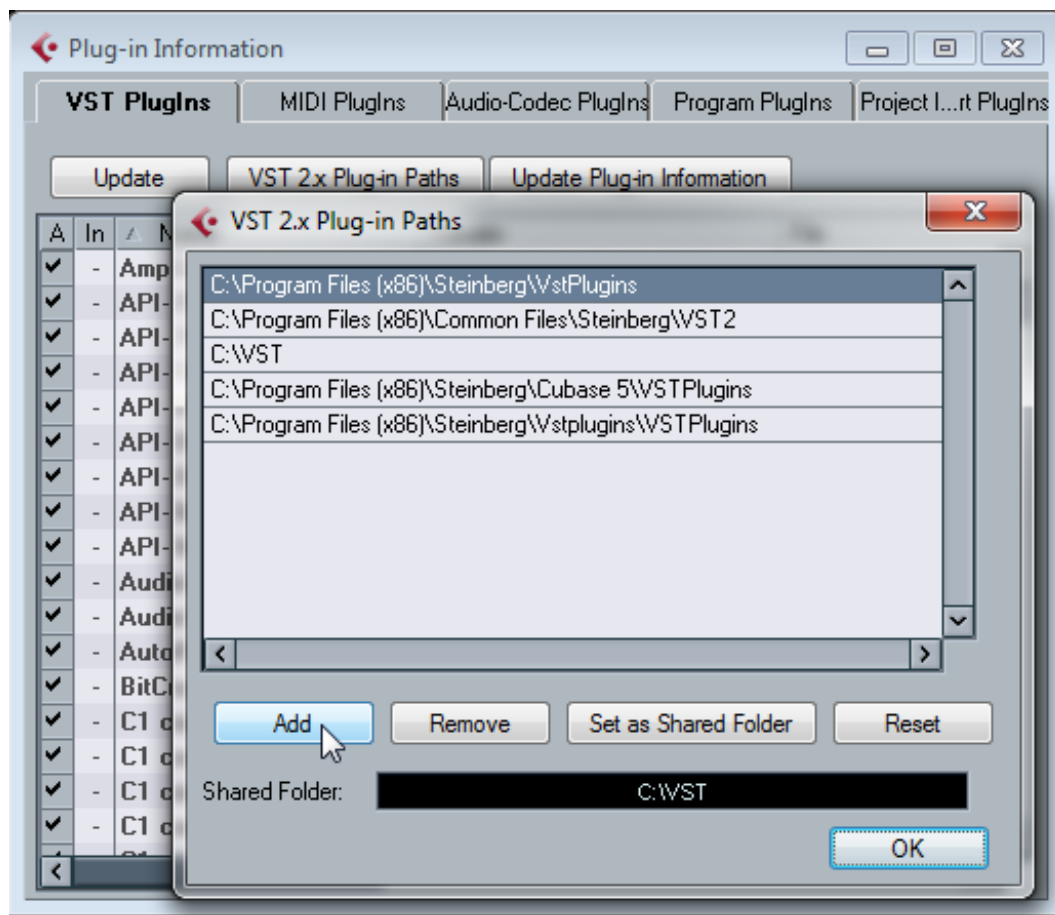 Plug-in Information
VST PlugIns MIDI PlugIns Audio-Codec PlugIns Program PlugIns Project I...rt PlugIns
Update VST 2.x Plug-in Paths Update Plug-in Information
A In
VST 2.x Plug-in Paths
C:\Program Files (x86)\Steinberg\VstPlugins
C:\Program Files (x86)\Common Files\Steinberg\VST2
C:\VST
C:\Program Files (x86)\Steinberg\Cubase 5\VSTPlugins
C:\Program Files (x86)\Steinberg\Vstplugins\VSTPlugins
Amp
API-
API-
API-
API-
API-
API-
API-
API-
Audi
Audi
Auto
BitC
C1 c
C1 c
C1 c
C1 c
Add Remove Set as Shared Folder Reset
Shared Folder: C:\VST
OK